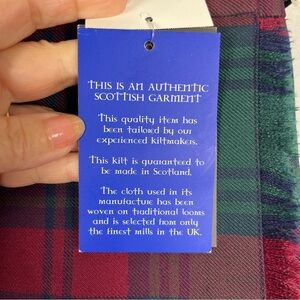 THIS IS AN AUTHENTIC
SCOTTISH GARMENT
This quality item has
been tailored by our
experienced kiltmakers.
This kilt is guaranteed to
be made in Scotland.
The cloth used in its
manufacture has been
woven on traditional looms
and is selected from only
the finest mills in the UK.